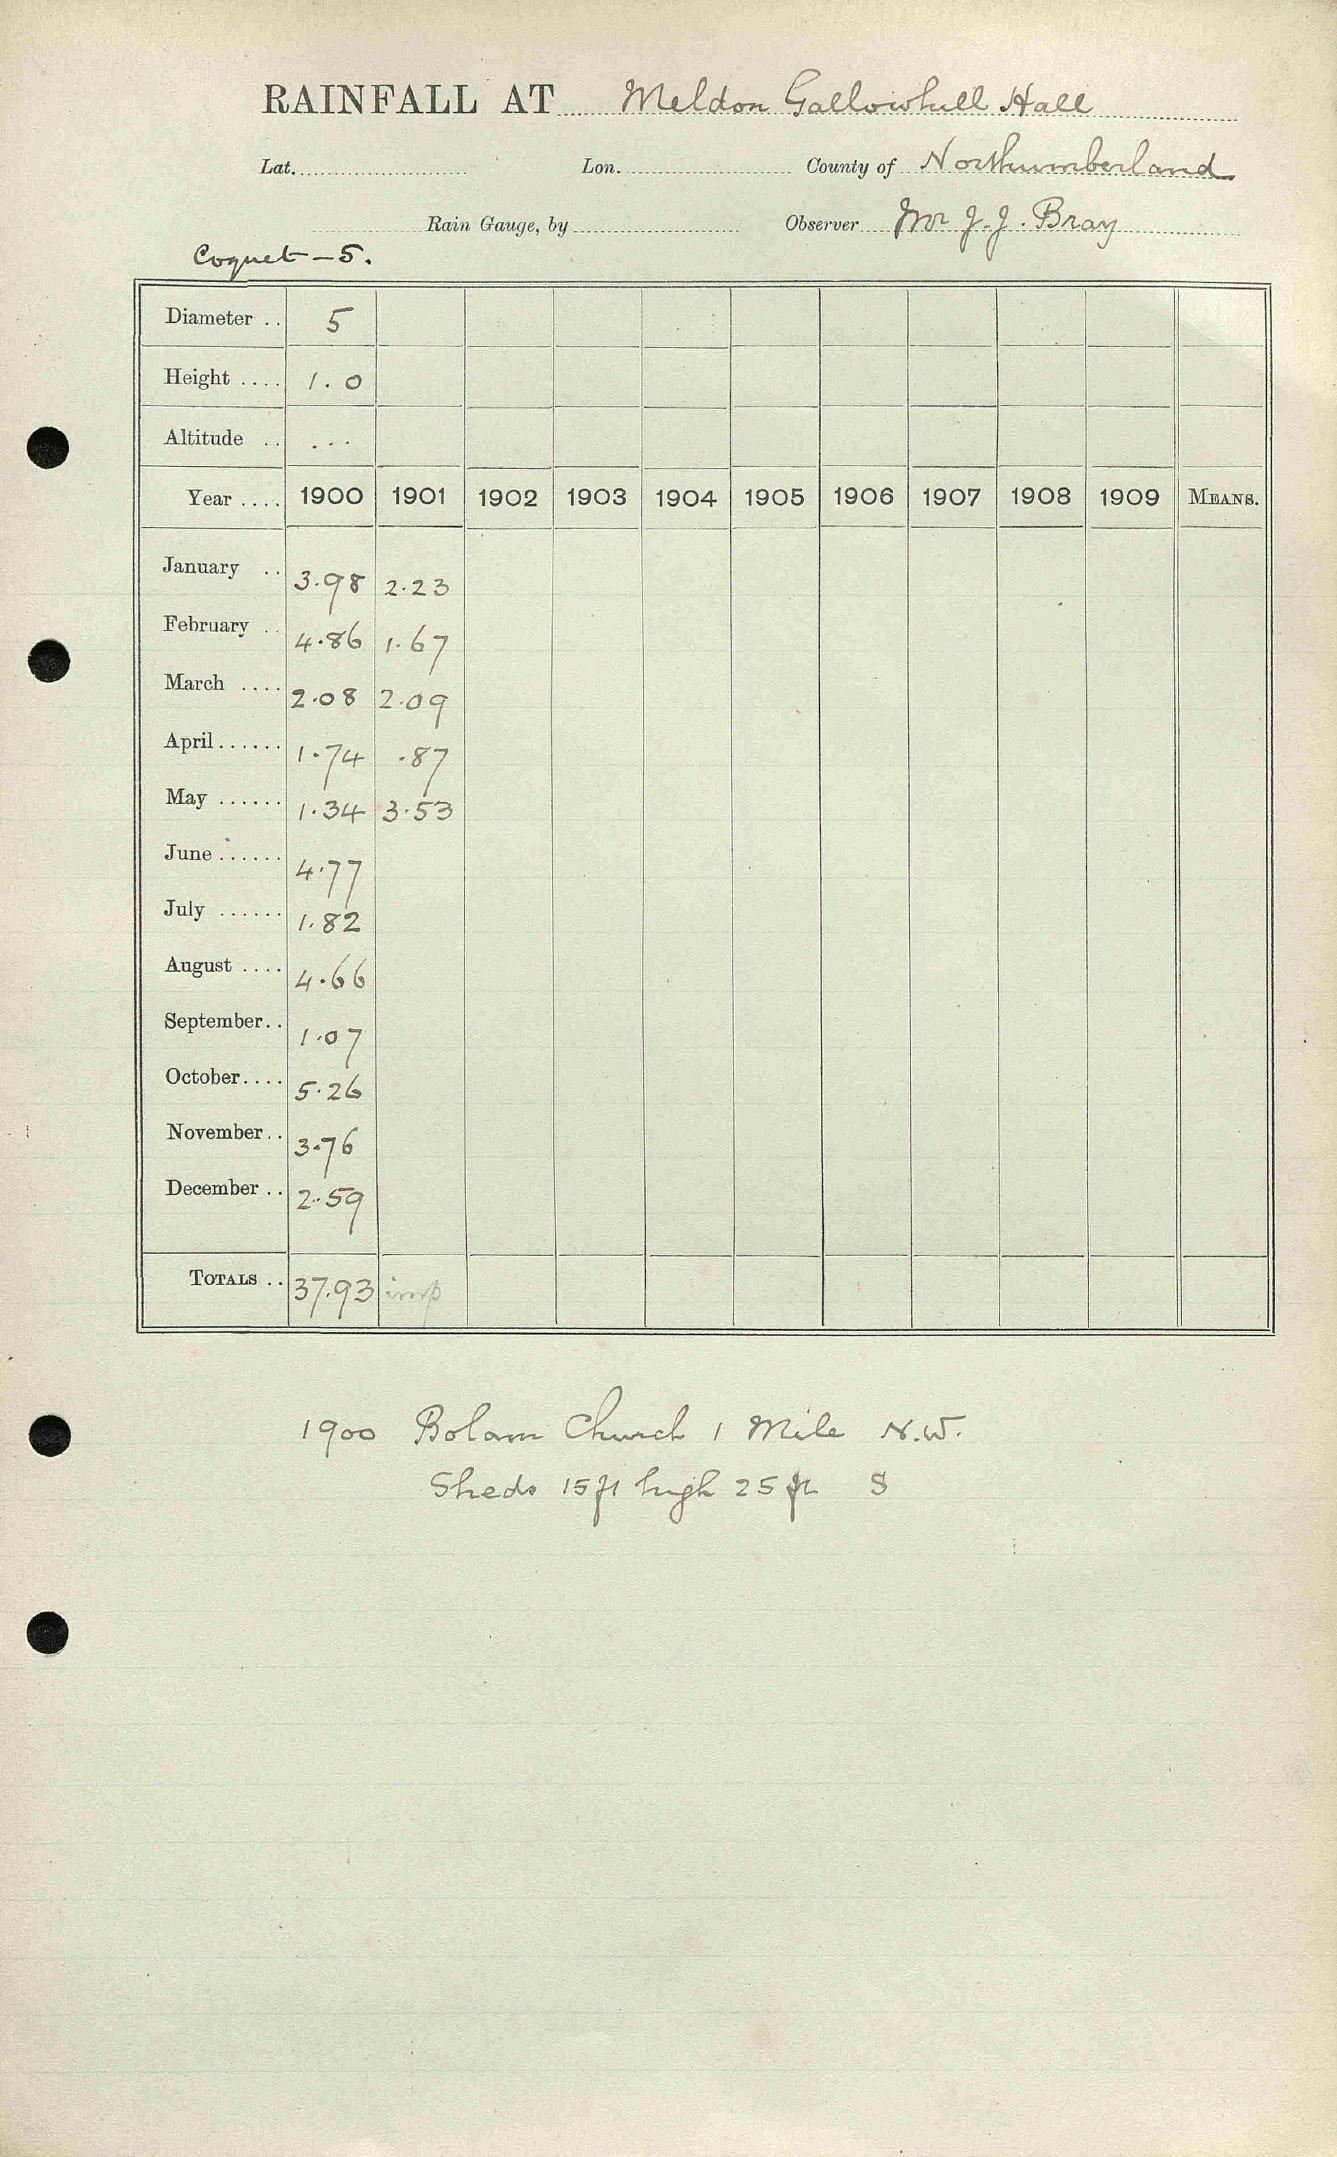 RAINFALL AT Meldon Gallowhill Hall
Lat. Lon. County of Northumberland
Rain Gauge, by Observer Mr J. J. Bray
Coquet – 5.
Diameter .. 5
Height .... 1.0
Altitude .. ...
Year .... 1900 1901 1902 1903 1904 1905 1906 1907 1908 1909 MEANS.
January .. 3.98 2.23
February .. 4.86 1.67
March .... 2.08 2.09
April ...... 1.74 .87
May ...... 1.34 3.53
June ...... 4.77
July ...... 1.82
August .... 4.66
September.. 1.07
October.... 5.26
November.. 3.76
December .. 2.59
TOTALS .. 37.93 imp
1900 Bolam Church 1 Mile N.W.
Sheds 15 ft high 25 ft S